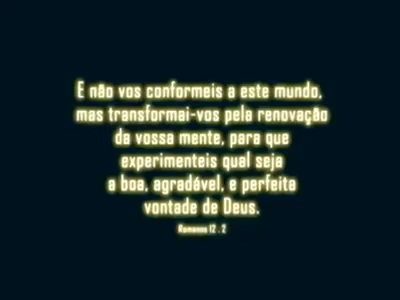 E não vos conformeis a este mundo,
mas transformai-vos pela renovação
da vossa mente, para que
experimenteis qual seja
a boa, agradável, e perfeita
vontade de Deus.
Romanos 12 . 2